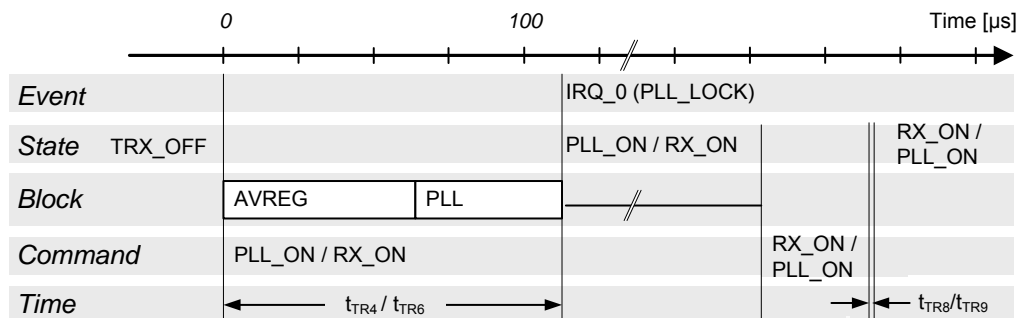 0 100 Time [µs]
Event IRQ_0 (PLL_LOCK)
State TRX_OFF PLL_ON / RX_ON RX_ON /
PLL_ON
Block AVREG PLL
Command PLL_ON / RX_ON RX_ON /
PLL_ON
Time tTR4 / tTR6 tTR8/tTR9